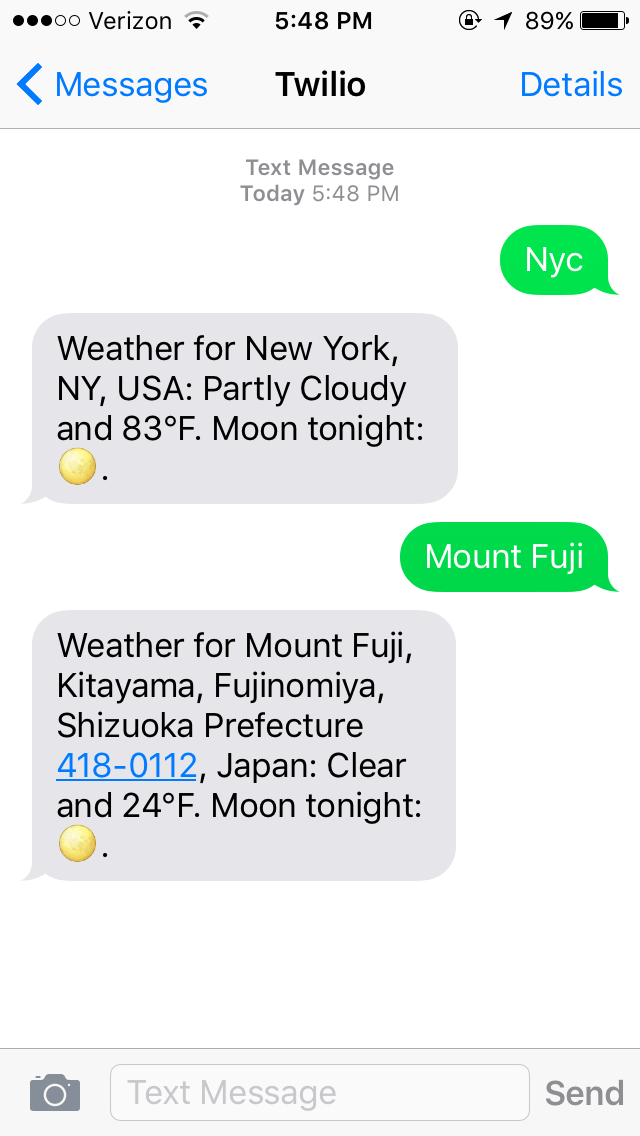 Verizon 5:48 PM 89%
Messages Twilio Details
Text Message
Today 5:48 PM
Nyc
Weather for New York,
NY, USA: Partly Cloudy
and 83°F. Moon tonight:
🌕.
Mount Fuji
Weather for Mount Fuji,
Kitayama, Fujinomiya,
Shizuoka Prefecture
418-0112, Japan: Clear
and 24°F. Moon tonight:
🌕.
Text Message Send